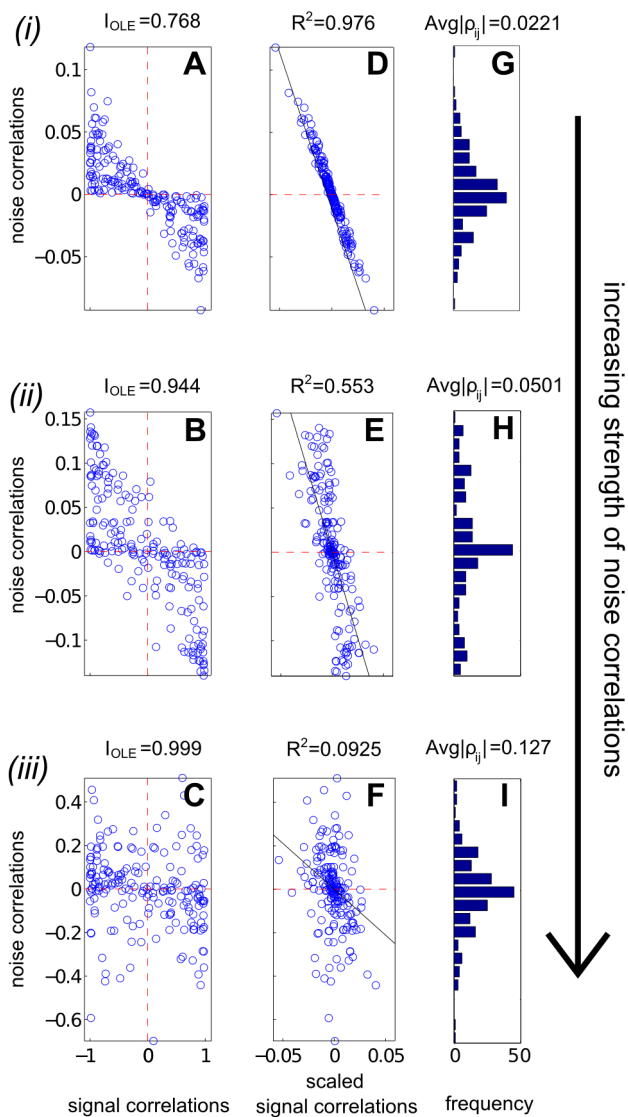 (i)
I_OLE=0.768
R²=0.976
Avg|ρ_ij|=0.0221
A
D
G
0.1
0.05
0
−0.05
noise correlations
(ii)
I_OLE=0.944
R²=0.553
Avg|ρ_ij|=0.0501
B
E
H
0.15
0.1
0.05
0
−0.05
−0.1
noise correlations
(iii)
I_OLE=0.999
R²=0.0925
Avg|ρ_ij|=0.127
C
F
I
0.4
0.2
0
−0.2
−0.4
−0.6
noise correlations
−1 0 1
−0.05 0 0.05
0 50
signal correlations
scaled
signal correlations
frequency
increasing strength of noise correlations